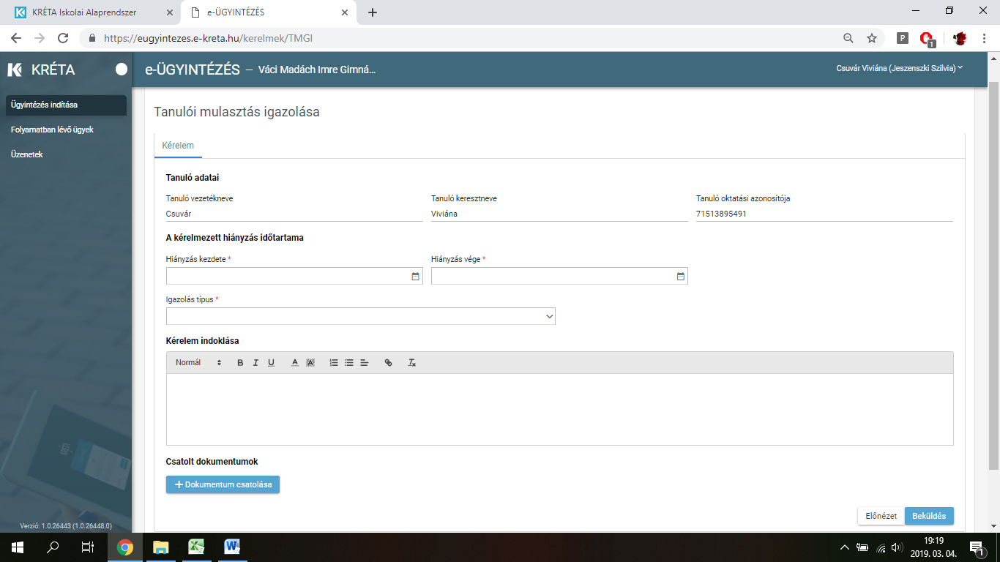 KRÉTA Iskolai Alaprendszer
e-ÜGYINTÉZÉS
https://eugyintezes.e-kreta.hu/kerelmek/TMGI
P
1
KRÉTA
e-ÜGYINTÉZÉS — Váci Madách Imre Gimná...
Csuvár Viviána (Jeszenszki Szilvia)
Ügyintézés indítása
Folyamatban lévő ügyek
Üzenetek
Tanulói mulasztás igazolása
Kérelem
Tanuló adatai
Tanuló vezetékneve
Tanuló keresztneve
Tanuló oktatási azonosítója
Csuvár
Viviána
71513895491
A kérelmezett hiányzás időtartama
Hiányzás kezdete *
Hiányzás vége *
Igazolás típus *
Kérelem indoklása
Normál
B I U A A
Csatolt dokumentumok
+ Dokumentum csatolása
Előnézet
Beküldés
Verzió: 1.0.26443 (1.0.26448.0)
19:19
2019. 03. 04.
1